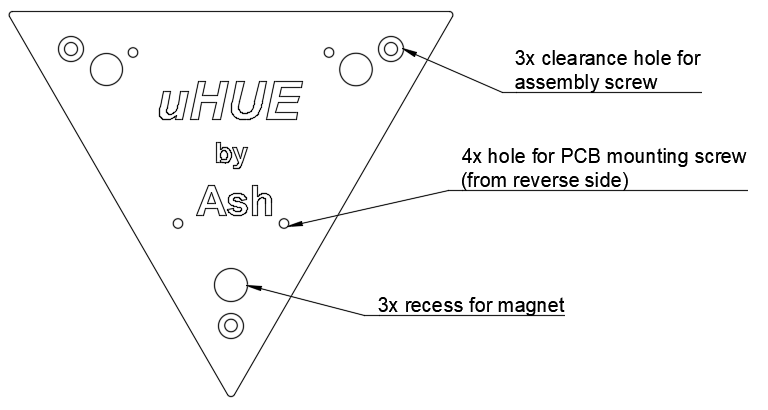 3x clearance hole for
assembly screw
uHUE
by
4x hole for PCB mounting screw
(from reverse side)
Ash
3x recess for magnet